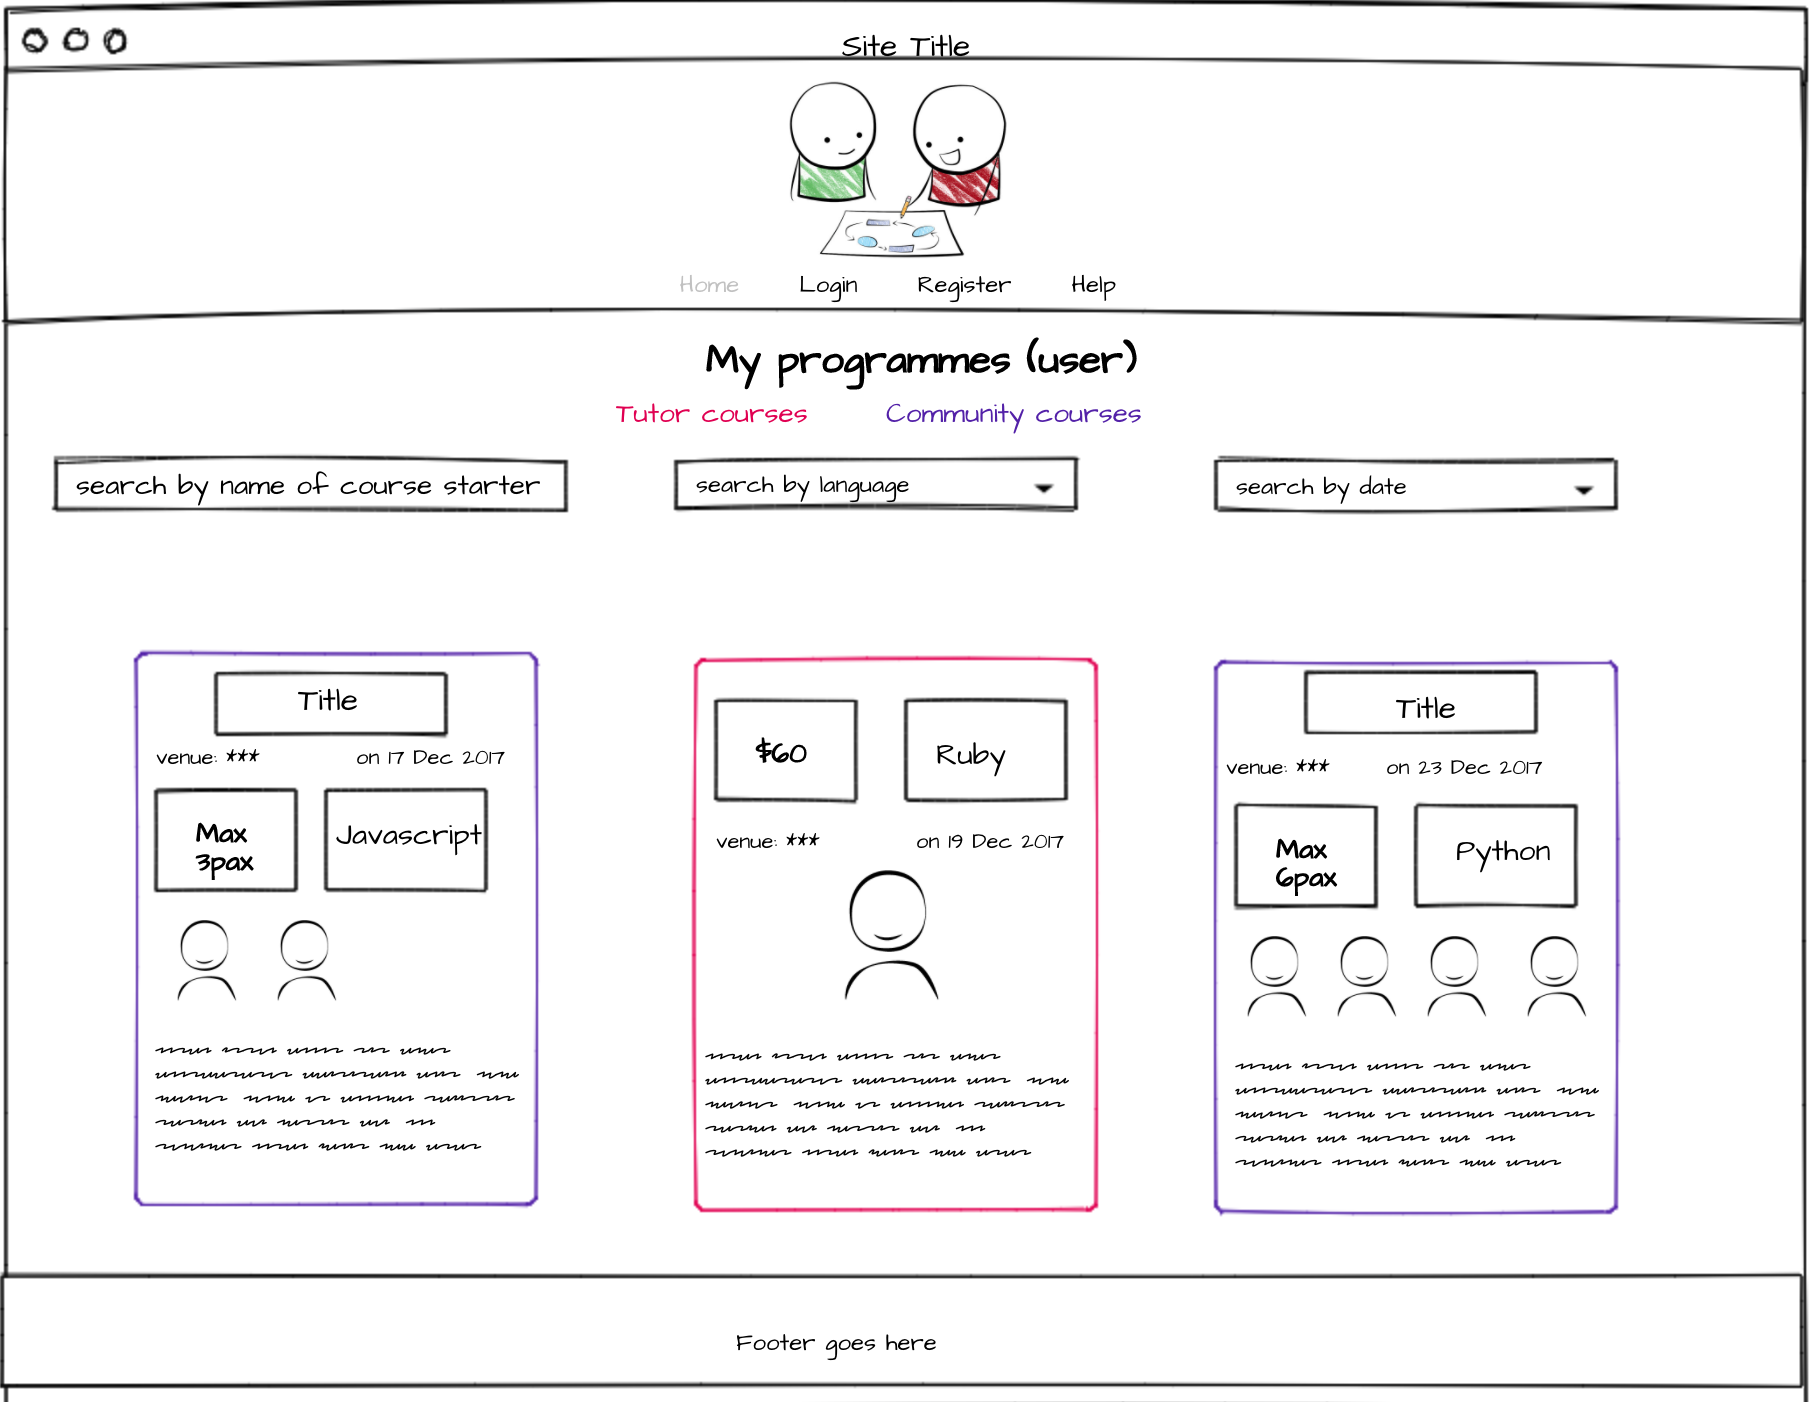 Site Title
Home Login Register Help
My programmes (user)
Tutor courses Community courses
search by name of course starter
search by language
search by date
Title
venue: *** on 17 Dec 2017
Max
3pax
Javascript
$60
Ruby
venue: *** on 19 Dec 2017
Title
venue: *** on 23 Dec 2017
Max
6pax
Python
Footer goes here